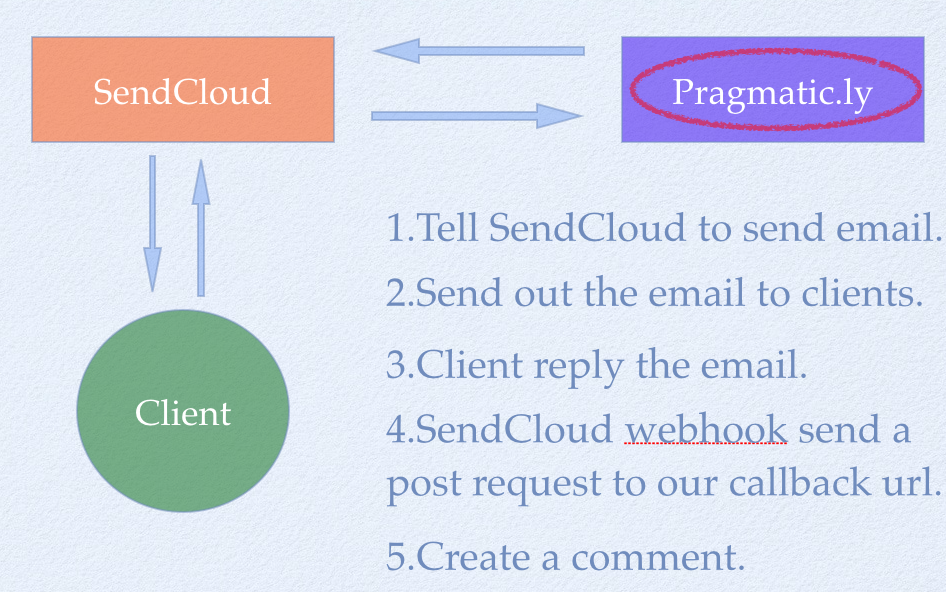 SendCloud
Pragmatic.ly
1.Tell SendCloud to send email.
2.Send out the email to clients.
3.Client reply the email.
Client
4.SendCloud webhook send a
post request to our callback url.
5.Create a comment.